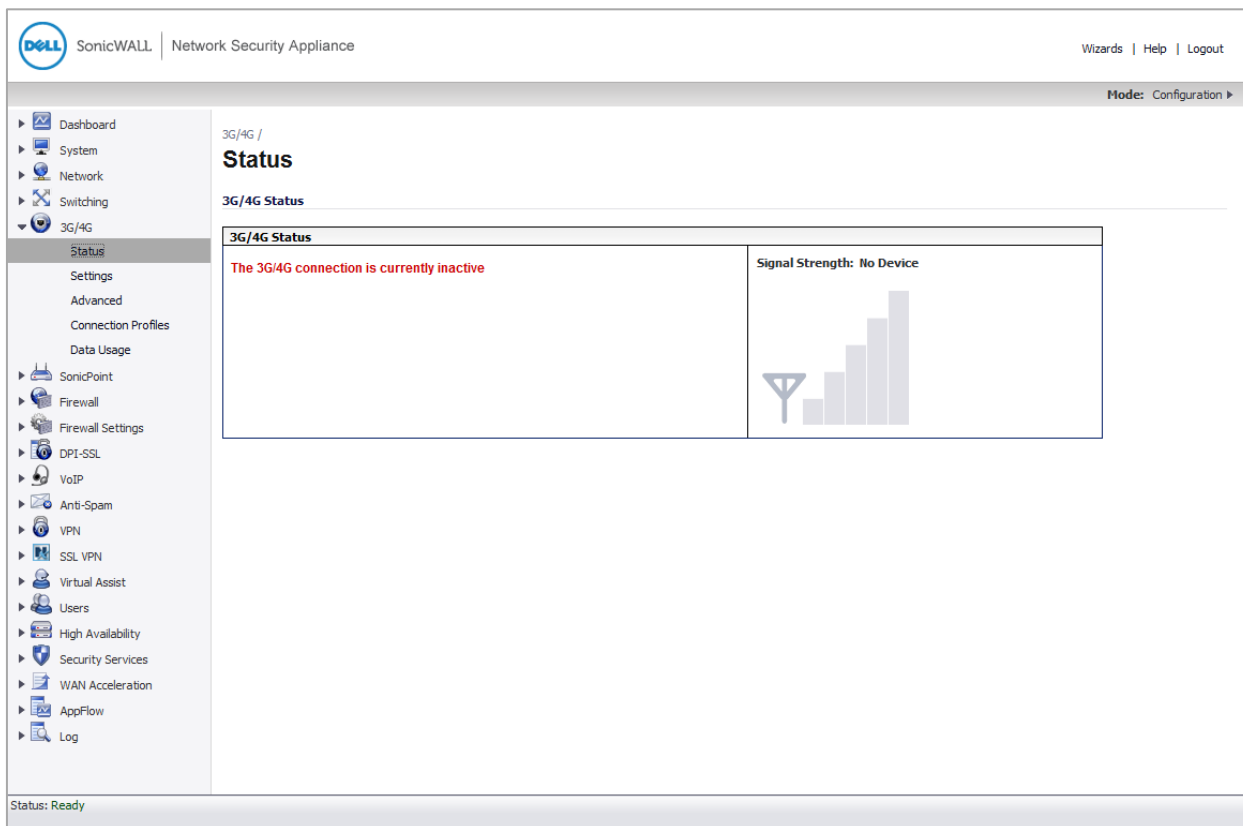 DELL SonicWALL | Network Security Appliance
Wizards | Help | Logout
Mode: Configuration
Dashboard
System
Network
Switching
3G/4G
Status
Settings
Advanced
Connection Profiles
Data Usage
SonicPoint
Firewall
Firewall Settings
DPI-SSL
VoIP
Anti-Spam
VPN
SSL VPN
Virtual Assist
Users
High Availability
Security Services
WAN Acceleration
AppFlow
Log
3G/4G /
Status
3G/4G Status
3G/4G Status
The 3G/4G connection is currently inactive
Signal Strength: No Device
Status: Ready